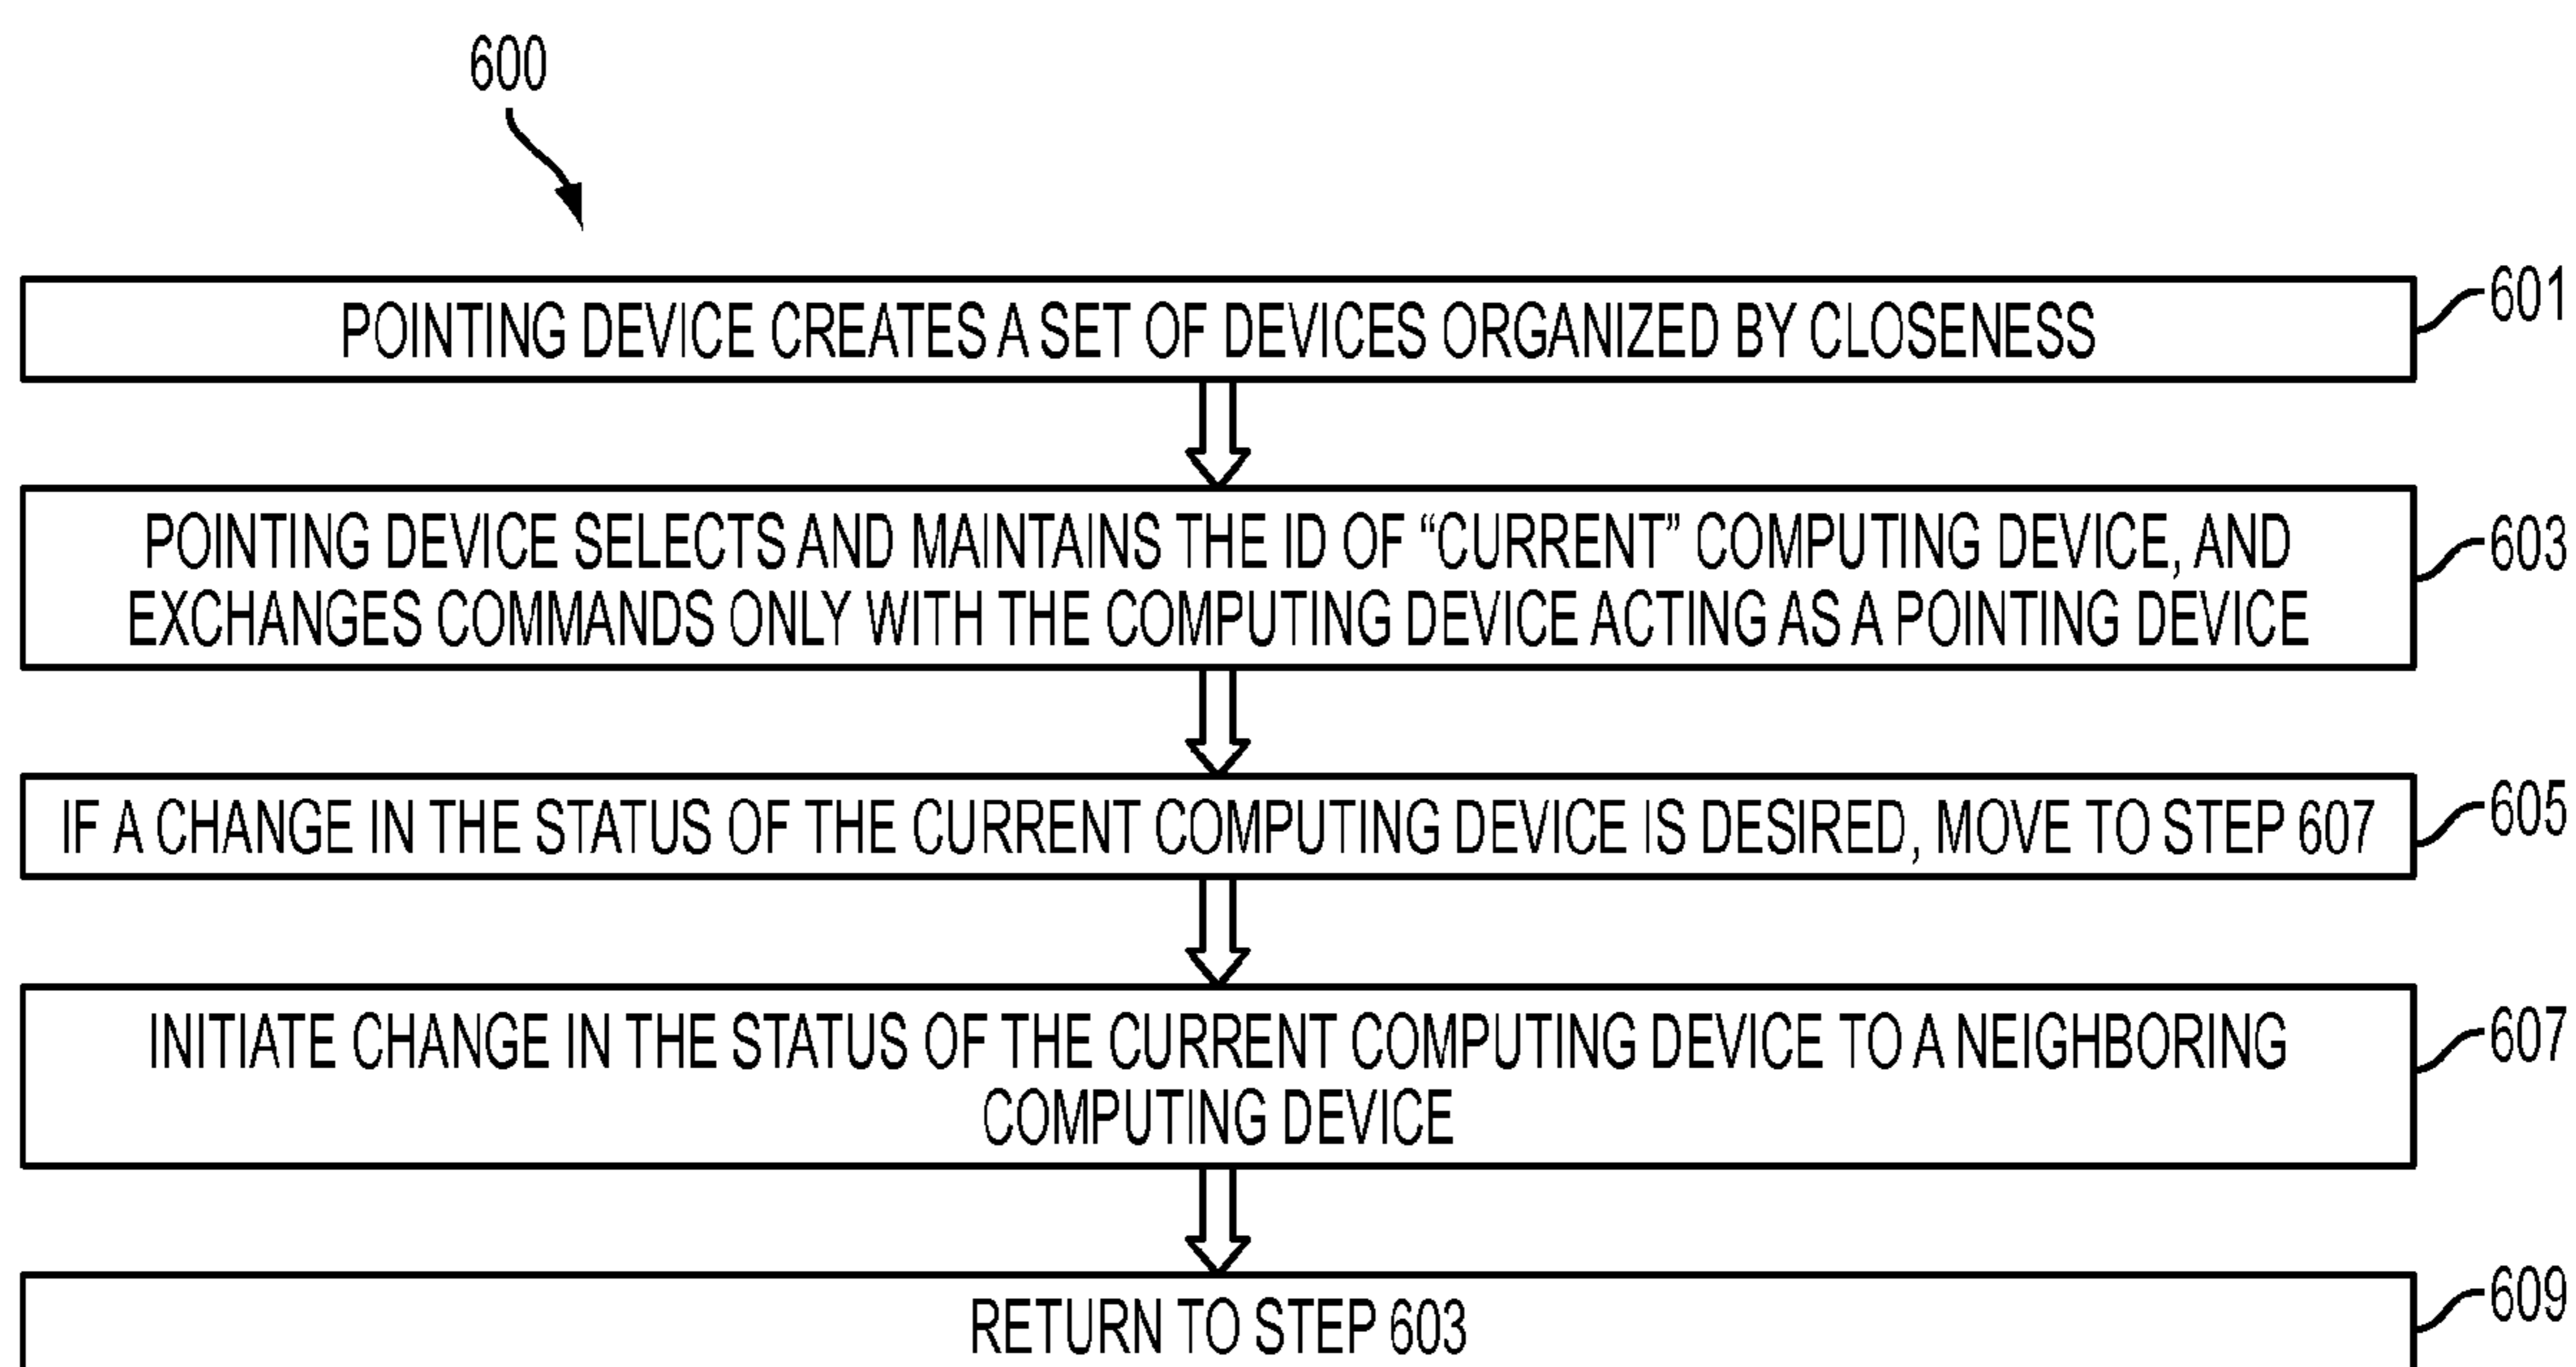 600
POINTING DEVICE CREATES A SET OF DEVICES ORGANIZED BY CLOSENESS
601
POINTING DEVICE SELECTS AND MAINTAINS THE ID OF “CURRENT” COMPUTING DEVICE, AND
EXCHANGES COMMANDS ONLY WITH THE COMPUTING DEVICE ACTING AS A POINTING DEVICE
603
IF A CHANGE IN THE STATUS OF THE CURRENT COMPUTING DEVICE IS DESIRED, MOVE TO STEP 607
605
INITIATE CHANGE IN THE STATUS OF THE CURRENT COMPUTING DEVICE TO A NEIGHBORING
COMPUTING DEVICE
607
RETURN TO STEP 603
609